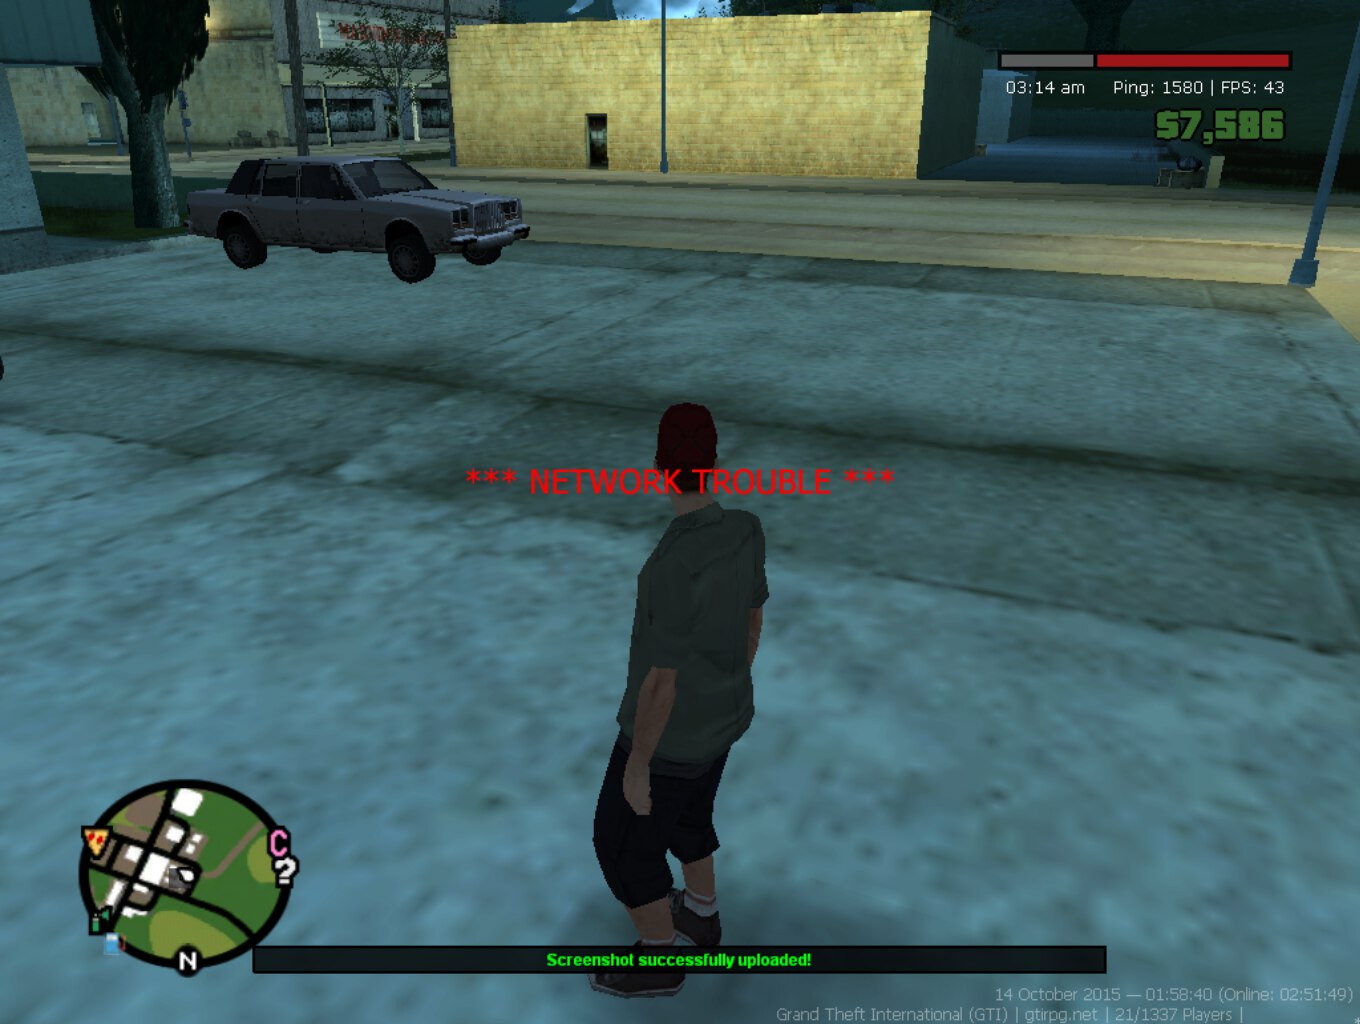 03:14 am Ping: 1580 | FPS: 43
$7,586
*** NETWORK TROUBLE ***
C
?
N
Screenshot successfully uploaded!
14 October 2015 — 01:58:40 (Online: 02:51:49)
Grand Theft International (GTI) | gtirpg.net | 21/1337 Players |